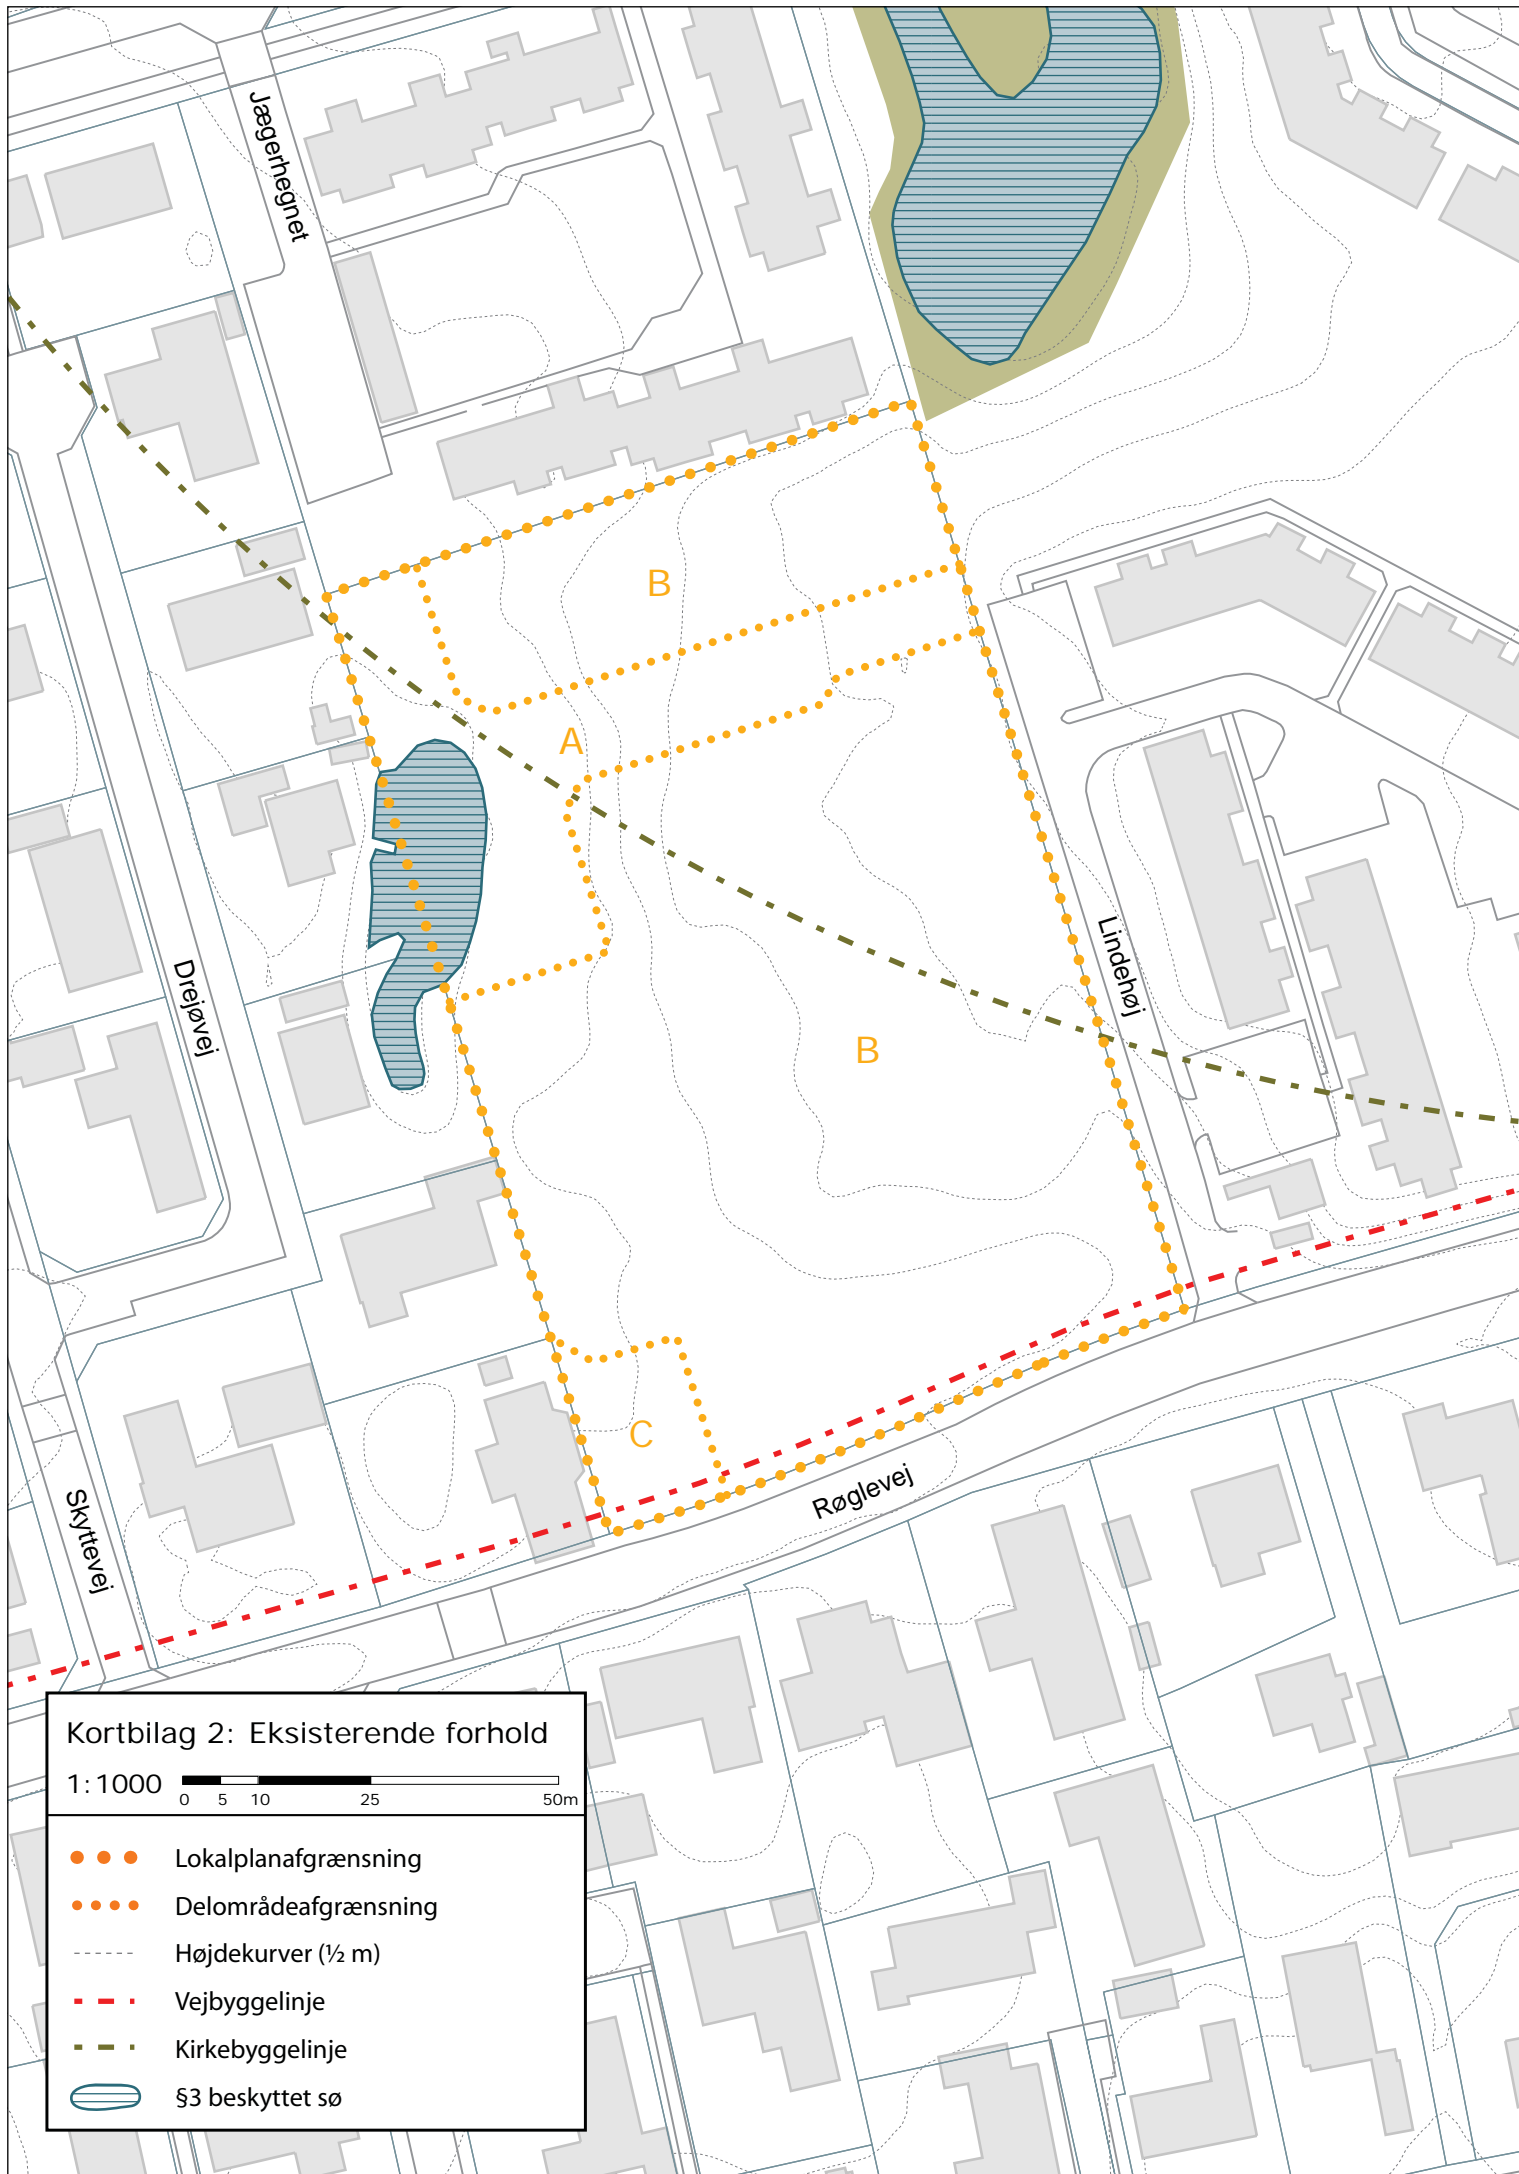 Jægerhegnet
B
A
Lindehøj
Drejøvej
B
C
Røglevej
Skyttevej
Kortbilag 2: Eksisterende forhold
1:1000
0 5 10 25 50m
Lokalplanafgrænsning
Delområdeafgrænsning
Højdekurver (½ m)
Vejbyggelinje
Kirkebyggelinje
§3 beskyttet sø